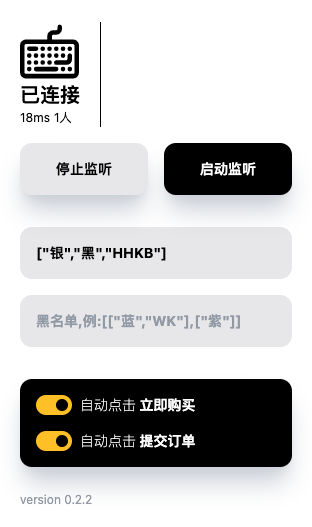 已连接
18ms 1人
停止监听
启动监听
["银","黑","HHKB"]
黑名单,例:[["蓝","WK"],["紫"]]
自动点击 立即购买
自动点击 提交订单
version 0.2.2